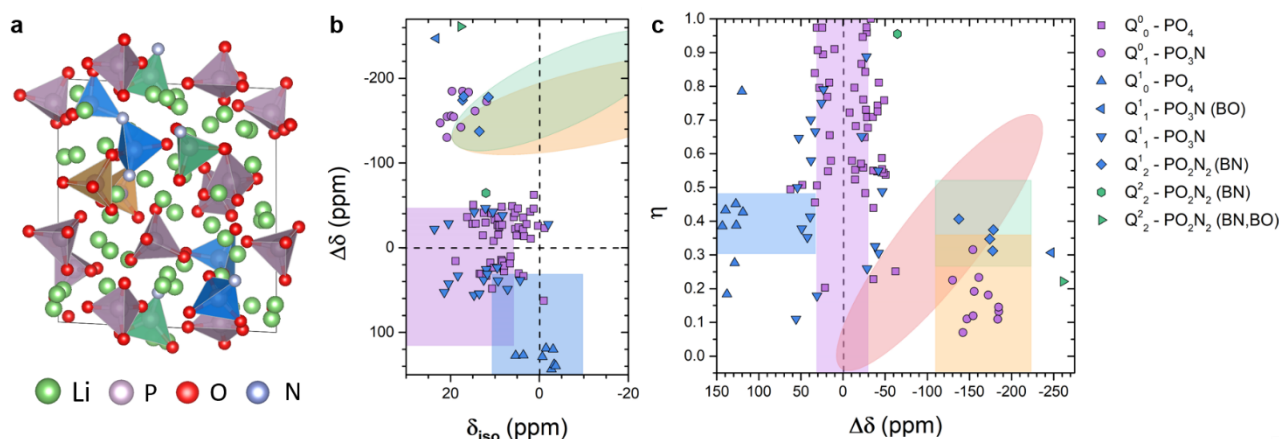 a
Li P O N
b
-200
-100
0
100
Δδ (ppm)
30 20 10 0 -10 -20
δiso (ppm)
c
1.0
0.9
0.8
0.7
0.6
0.5
0.4
0.3
0.2
0.1
0.0
η
150 100 50 0 -50 -100 -150 -200 -250
Δδ (ppm)
Q⁰₀ - PO₄
Q⁰₁ - PO₃N
Q¹₀ - PO₄
Q¹₁ - PO₃N (BO)
Q¹₁ - PO₃N
Q¹₂ - PO₂N₂ (BN)
Q²₂ - PO₂N₂ (BN)
Q²₂ - PO₂N₂ (BN,BO)